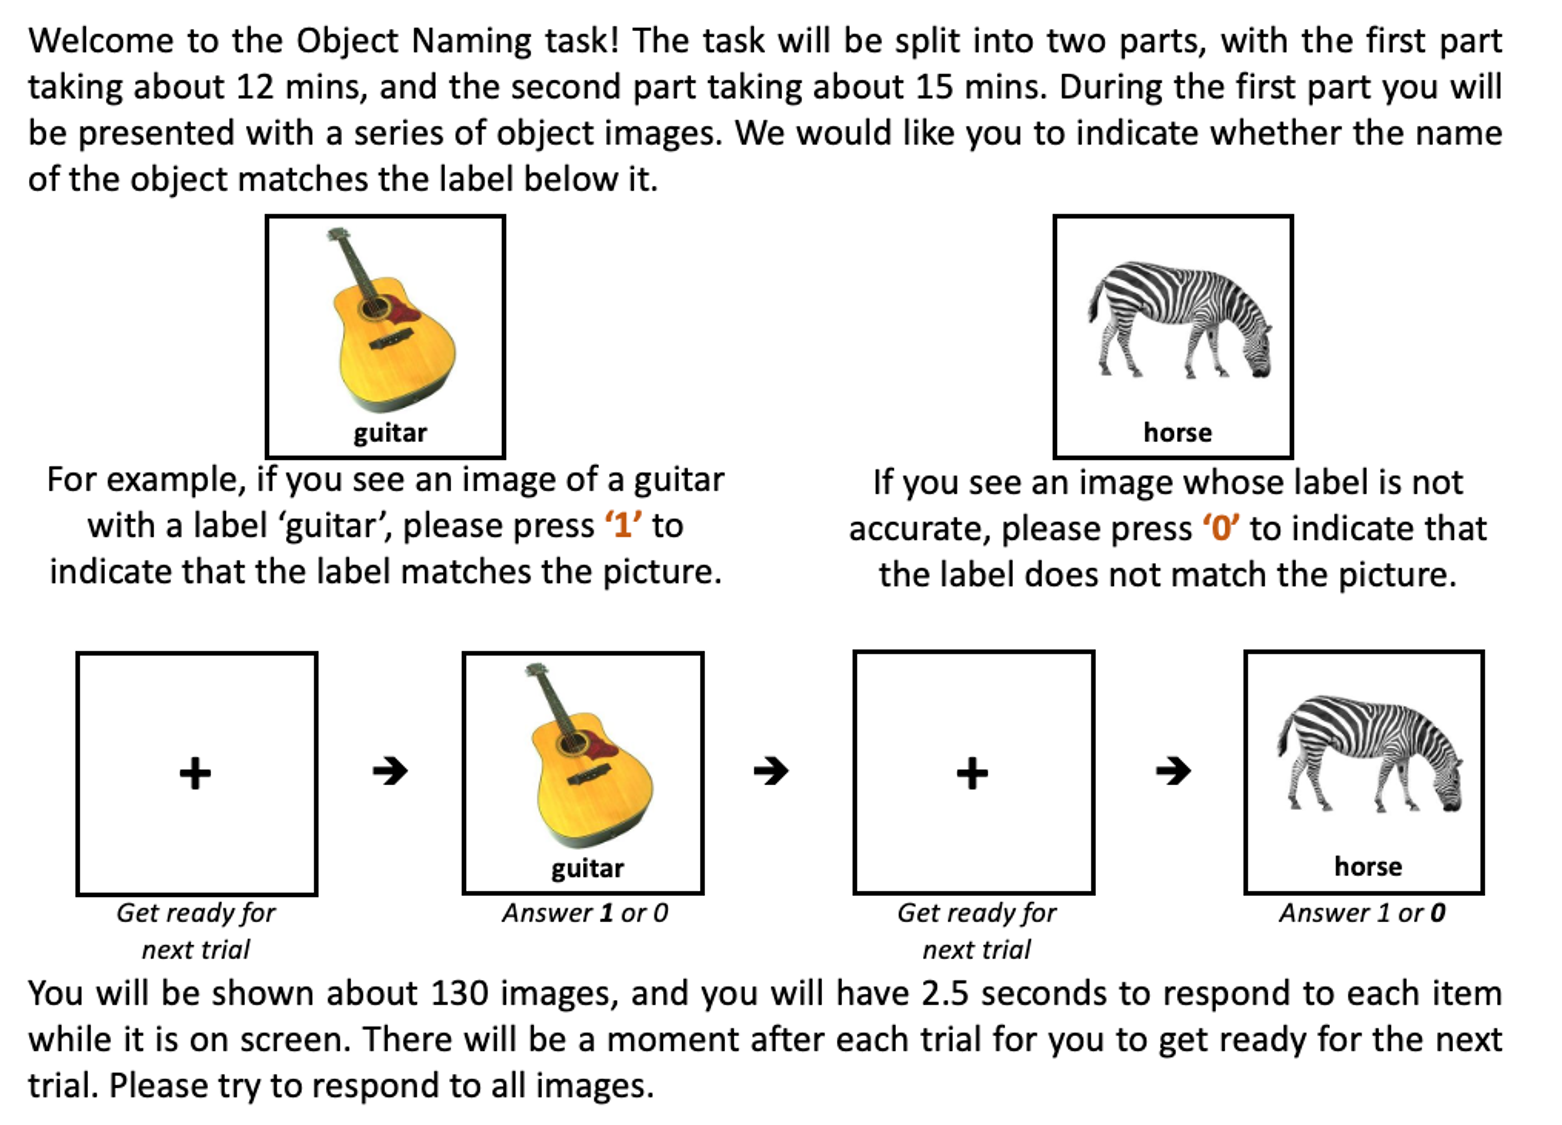 Welcome to the Object Naming task! The task will be split into two parts, with the first part
taking about 12 mins, and the second part taking about 15 mins. During the first part you will
be presented with a series of object images. We would like you to indicate whether the name
of the object matches the label below it.
guitar
horse
For example, if you see an image of a guitar
with a label ‘guitar’, please press ‘1’ to
indicate that the label matches the picture.
If you see an image whose label is not
accurate, please press ‘0’ to indicate that
the label does not match the picture.
+
+
guitar
horse
Get ready for
next trial
Answer 1 or 0
Get ready for
next trial
Answer 1 or 0
You will be shown about 130 images, and you will have 2.5 seconds to respond to each item
while it is on screen. There will be a moment after each trial for you to get ready for the next
trial. Please try to respond to all images.